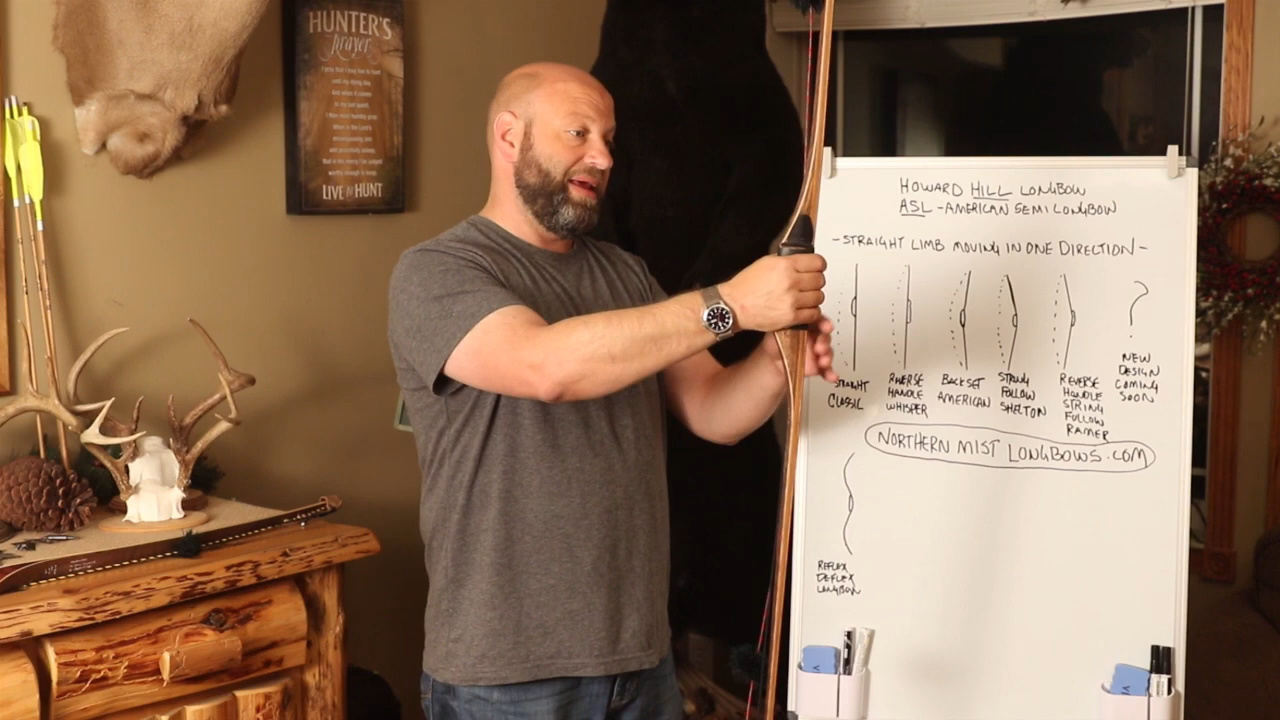 HUNTER'S
prayer
LIVE to HUNT
HOWARD HILL LONGBOW
ASL - AMERICAN SEMI LONGBOW
- STRAIGHT LIMB MOVING IN ONE DIRECTION -
STRAIGHT
CLASSIC
REVERSE
HANDLE
WHISPER
BACKSET
AMERICAN
STRING
FOLLOW
SHELTON
REVERSE
HANDLE
STRING
FOLLOW
RAMER
?
NEW
DESIGN
COMING
SOON
NORTHERN MIST LONGBOWS.COM
REFLEX
DEFLEX
LONGBOW